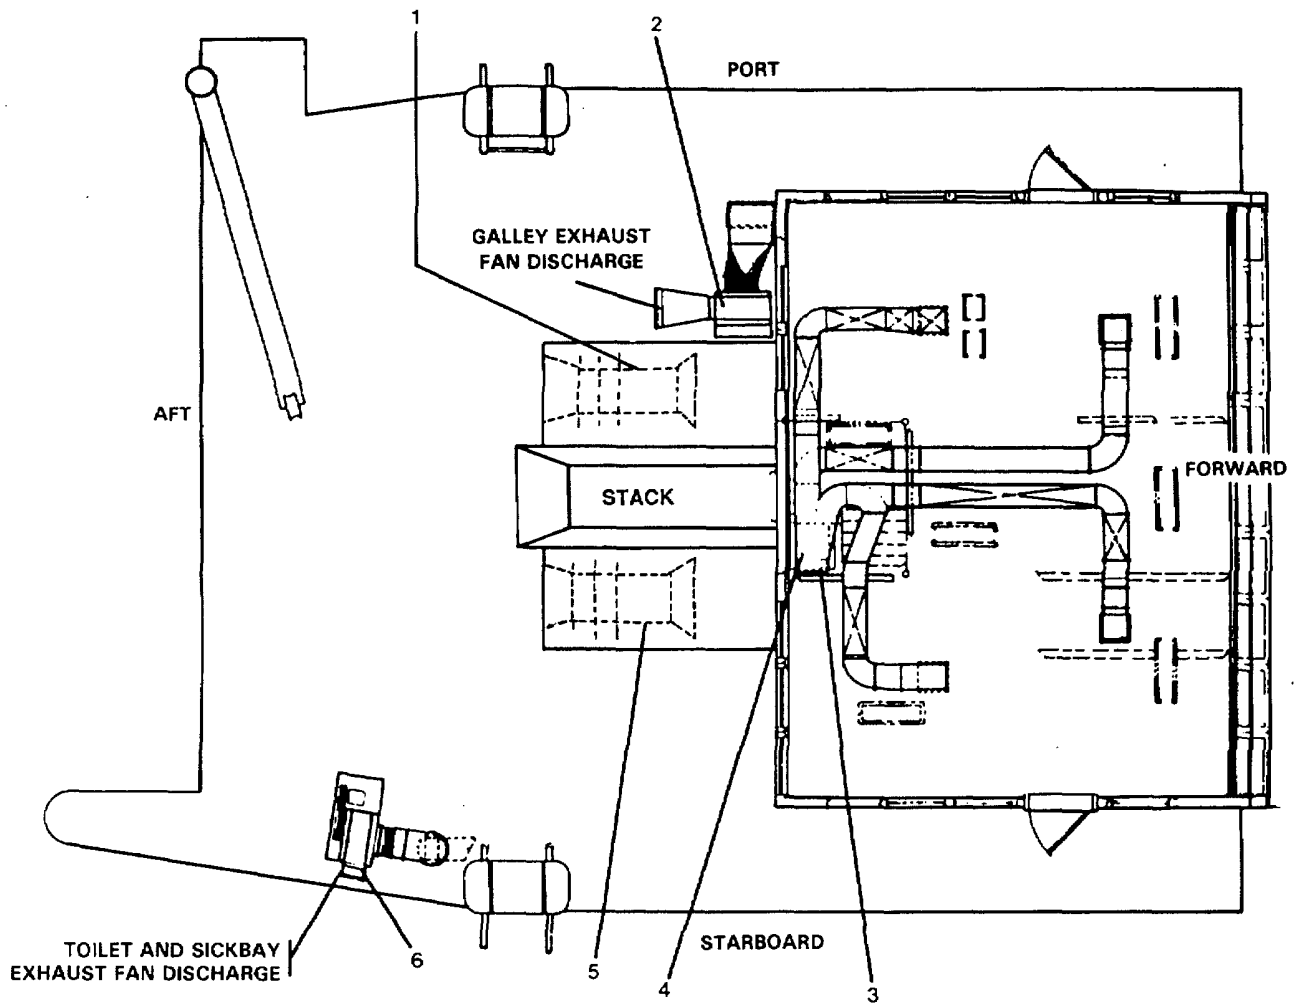 1
2
PORT
GALLEY EXHAUST
FAN DISCHARGE
AFT
FORWARD
STACK
TOILET AND SICKBAY
EXHAUST FAN DISCHARGE
6
5
4
STARBOARD
3